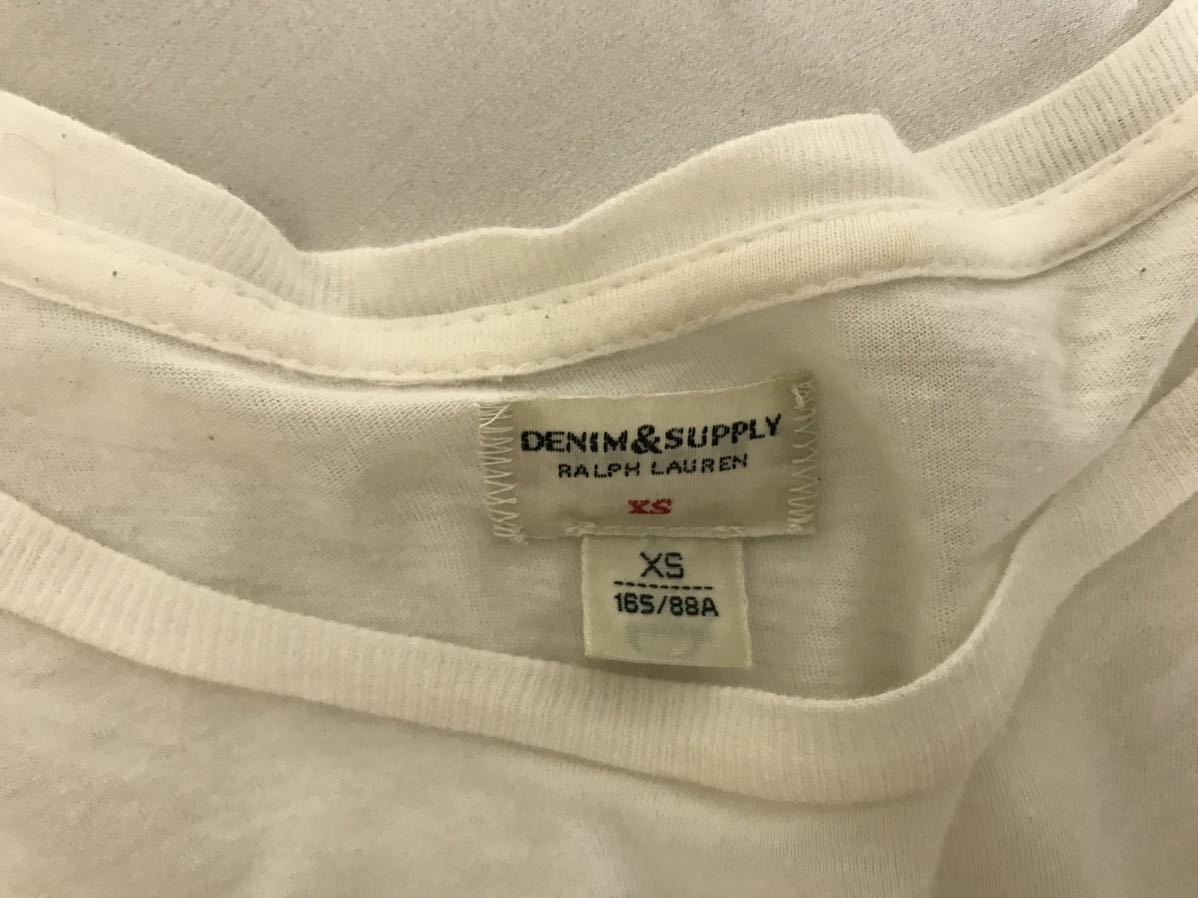 DENIM&SUPPLY
RALPH LAUREN
XS
XS
165/88A